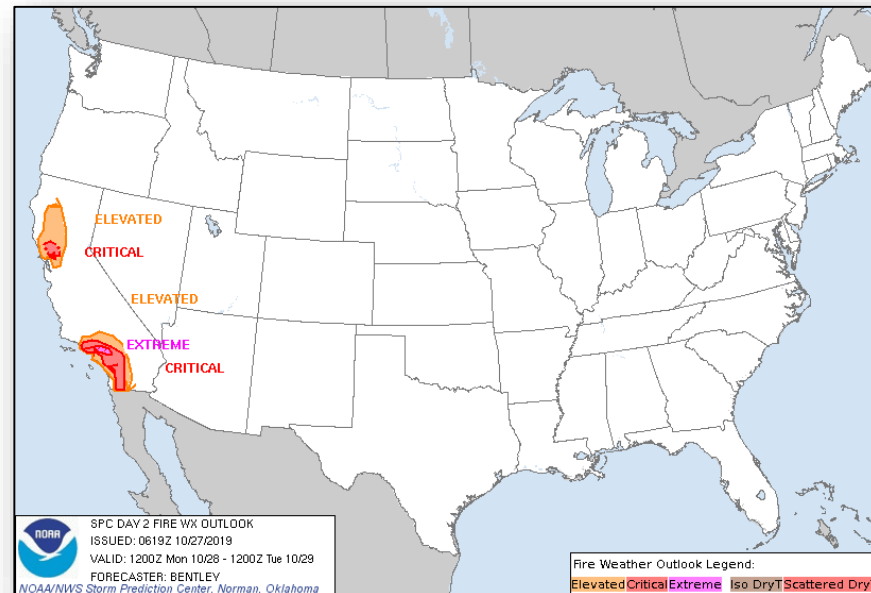 ELEVATED
CRITICAL
ELEVATED
EXTREME
CRITICAL
SPC DAY 2 FIRE WX OUTLOOK
ISSUED: 0619Z 10/27/2019
VALID: 1200Z Mon 10/28 - 1200Z Tue 10/29
FORECASTER: BENTLEY
NOAA/NWS Storm Prediction Center, Norman, Oklahoma
NOAA
Fire Weather Outlook Legend:
Elevated Critical Extreme Iso DryT Scattered Dry